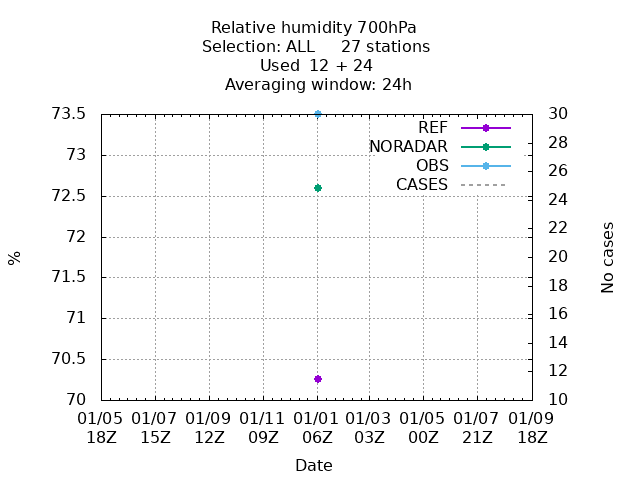 Relative humidity 700hPa
Selection: ALL 27 stations
Used 12 + 24
Averaging window: 24h
73.5
73
72.5
72
71.5
71
70.5
70
%
REF
NORADAR
OBS
CASES
30
28
26
24
22
20
18
16
14
12
10
No cases
01/05 01/07 01/09 01/11 01/01 01/03 01/05 01/07 01/09
18Z 15Z 12Z 09Z 06Z 03Z 00Z 21Z 18Z
Date